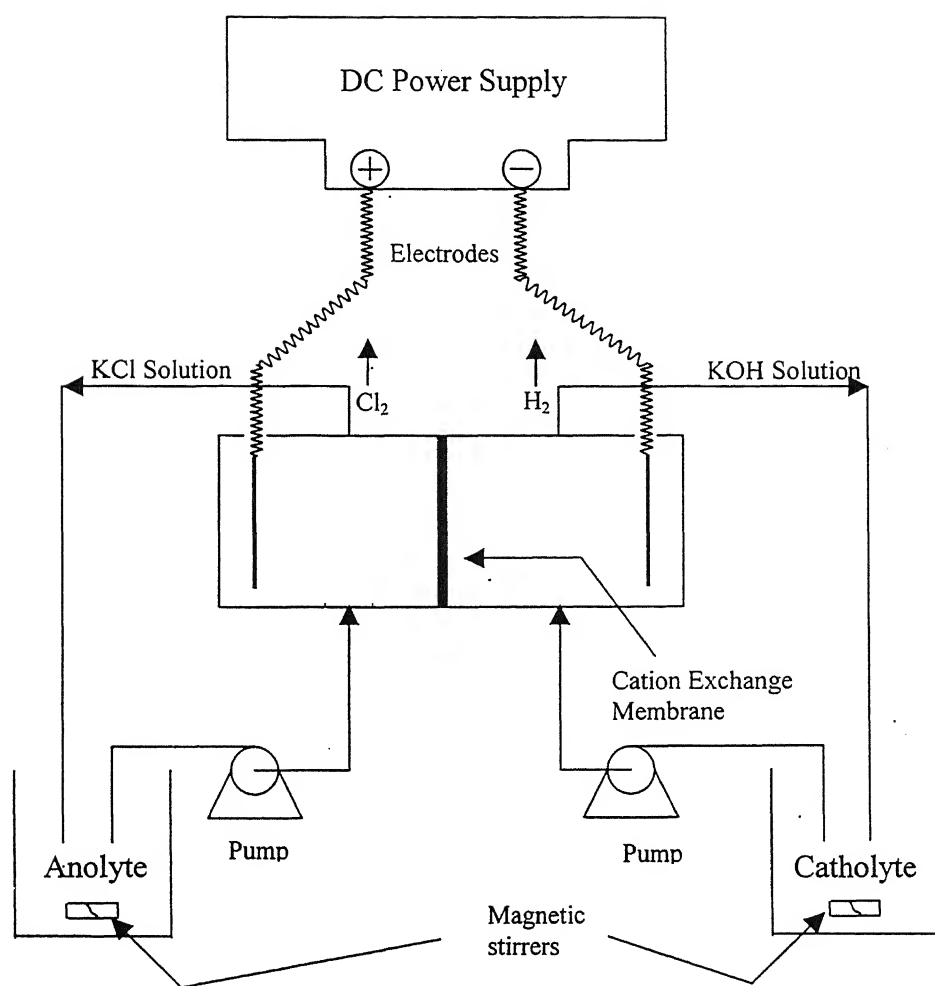 DC Power Supply
+
−
Electrodes
KCl Solution
Cl₂
H₂
KOH Solution
Cation Exchange
Membrane
Pump
Pump
Anolyte
Catholyte
Magnetic
stirrers